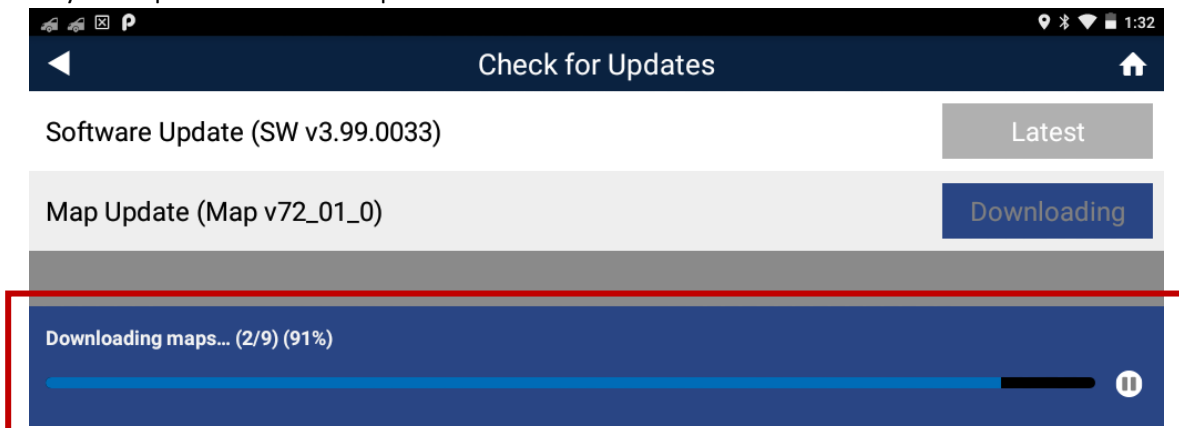 1:32
Check for Updates
Software Update (SW v3.99.0033)
Latest
Map Update (Map v72_01_0)
Downloading
Downloading maps... (2/9) (91%)